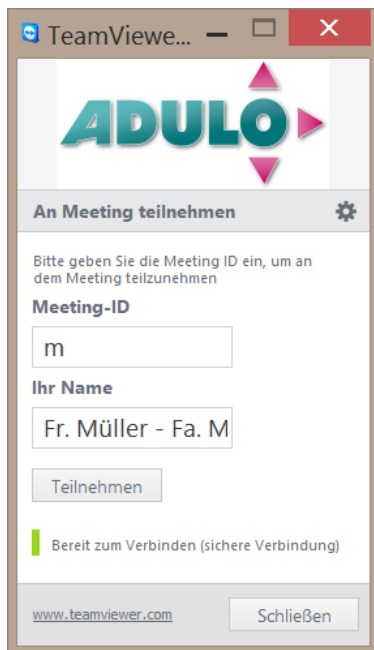 TeamViewer...
ADULO
An Meeting teilnehmen
Bitte geben Sie die Meeting ID ein, um an
dem Meeting teilzunehmen
Meeting-ID
m
Ihr Name
Fr. Müller - Fa. M
Teilnehmen
Bereit zum Verbinden (sichere Verbindung)
www.teamviewer.com
Schließen